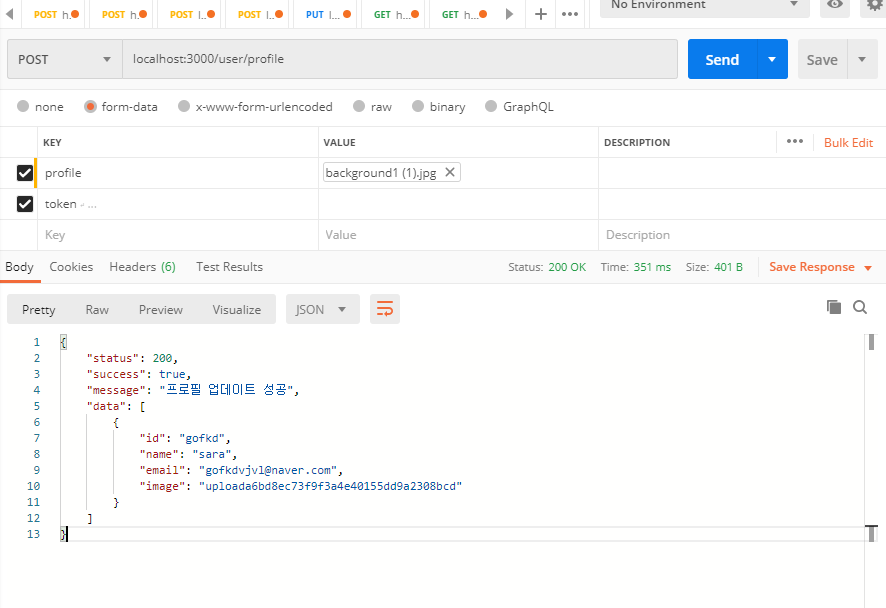 POST h. POST h. POST l.. POST l... PUT l... GET h... GET h... + ••• No Environment
POST localhost:3000/user/profile Send Save
none form-data x-www-form-urlencoded raw binary GraphQL
KEY VALUE DESCRIPTION ••• Bulk Edit
profile background1 (1).jpg ✕
token ...
Key Value Description
Body Cookies Headers (6) Test Results Status: 200 OK Time: 351 ms Size: 401 B Save Response
Pretty Raw Preview Visualize JSON
1 {
2 "status": 200,
3 "success": true,
4 "message": "프로필 업데이트 성공",
5 "data": [
6 {
7 "id": "gofkd",
8 "name": "sara",
9 "email": "gofkdvjvl@naver.com",
10 "image": "uploada6bd8ec73f9f3a4e40155dd9a2308bcd"
11 }
12 ]
13 }